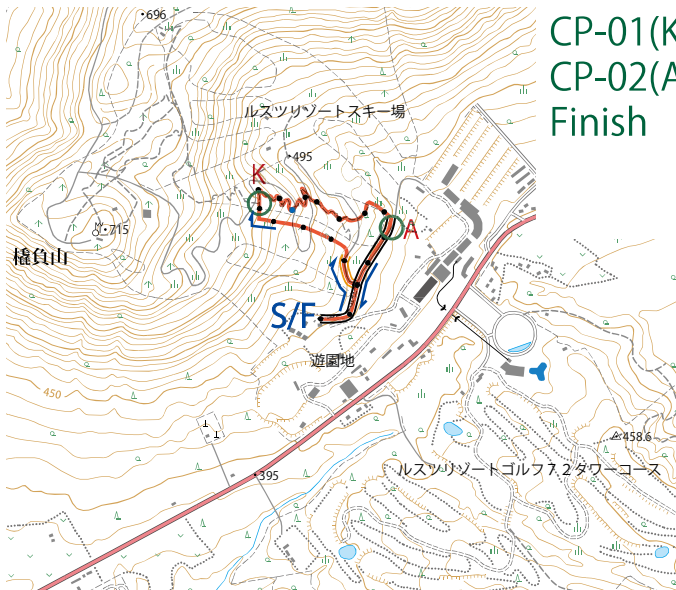 CP-01(K
CP-02(A
Finish
・696
ルスツリゾートスキー場
・495
K
A
・715
橇負山
S/F
遊園地
450
458.6
ルスツリゾートゴルフ72タワーコース
・395